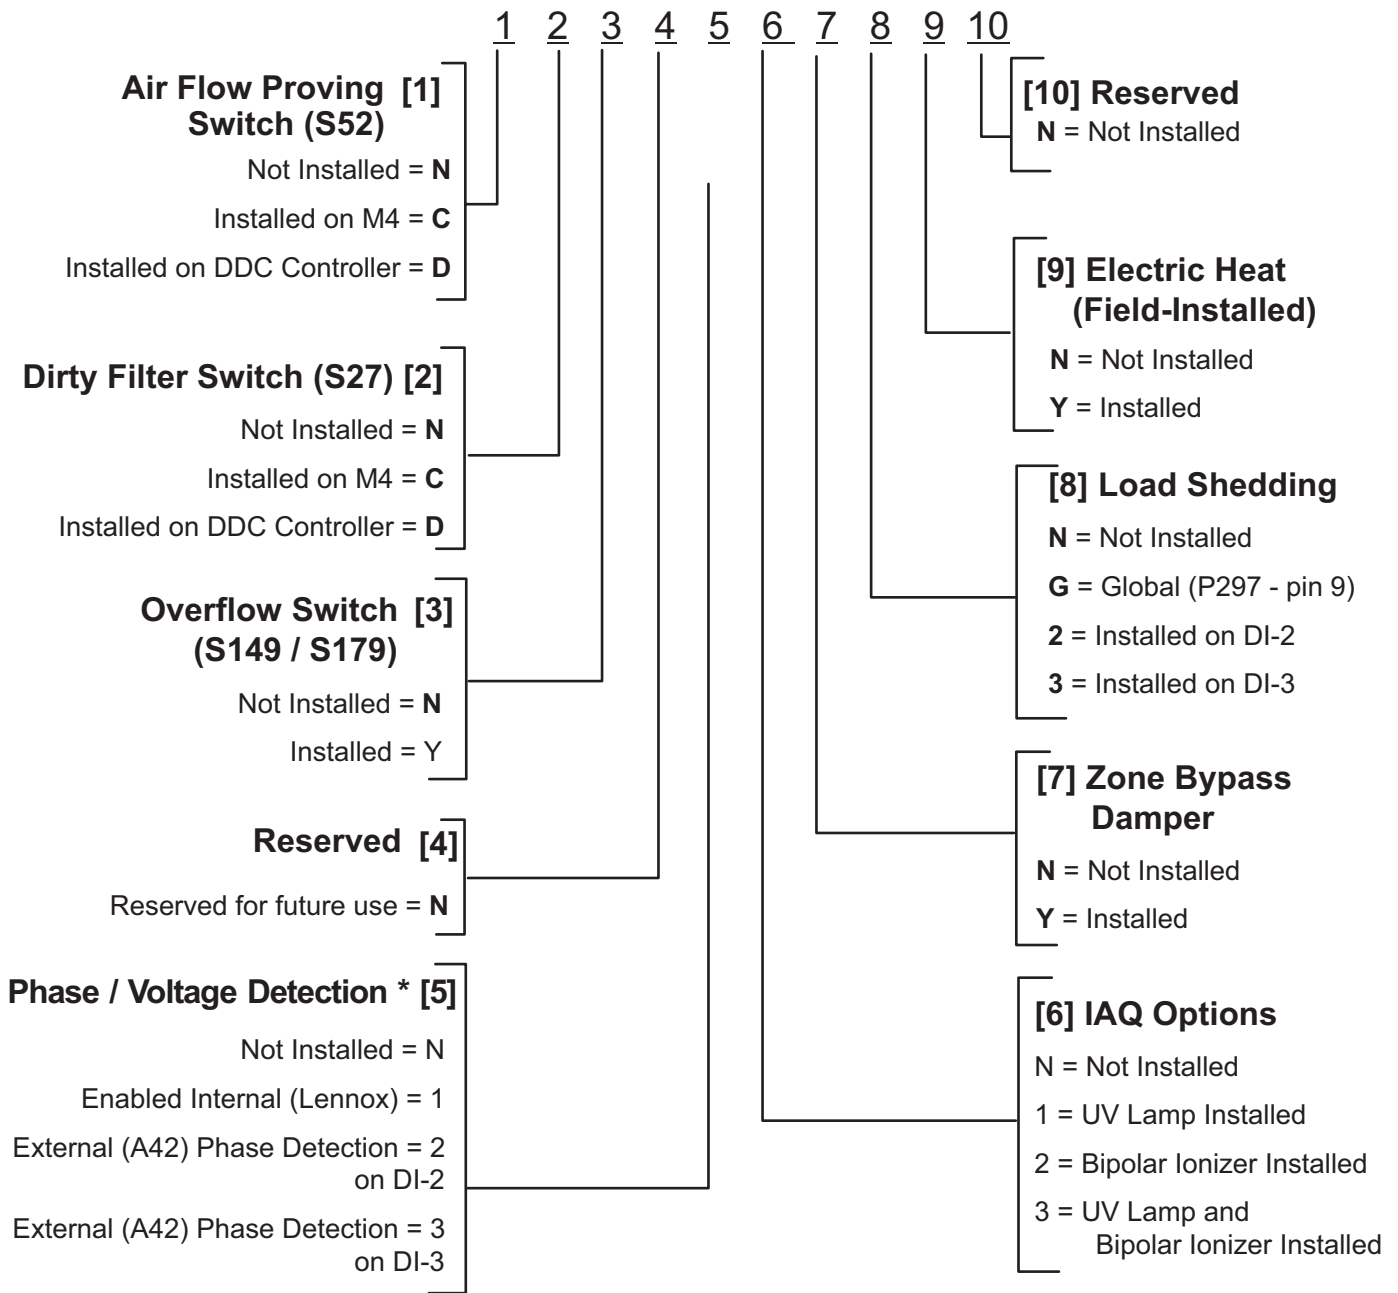 1 2 3 4 5 6 7 8 9 10
Air Flow Proving [1]
Switch (S52)
Not Installed = N
Installed on M4 = C
Installed on DDC Controller = D
Dirty Filter Switch (S27) [2]
Not Installed = N
Installed on M4 = C
Installed on DDC Controller = D
Overflow Switch [3]
(S149 / S179)
Not Installed = N
Installed = Y
Reserved [4]
Reserved for future use = N
Phase / Voltage Detection * [5]
Not Installed = N
Enabled Internal (Lennox) = 1
External (A42) Phase Detection = 2
on DI-2
External (A42) Phase Detection = 3
on DI-3
[10] Reserved
N = Not Installed
[9] Electric Heat
(Field-Installed)
N = Not Installed
Y = Installed
[8] Load Shedding
N = Not Installed
G = Global (P297 - pin 9)
2 = Installed on DI-2
3 = Installed on DI-3
[7] Zone Bypass
Damper
N = Not Installed
Y = Installed
[6] IAQ Options
N = Not Installed
1 = UV Lamp Installed
2 = Bipolar Ionizer Installed
3 = UV Lamp and
Bipolar Ionizer Installed